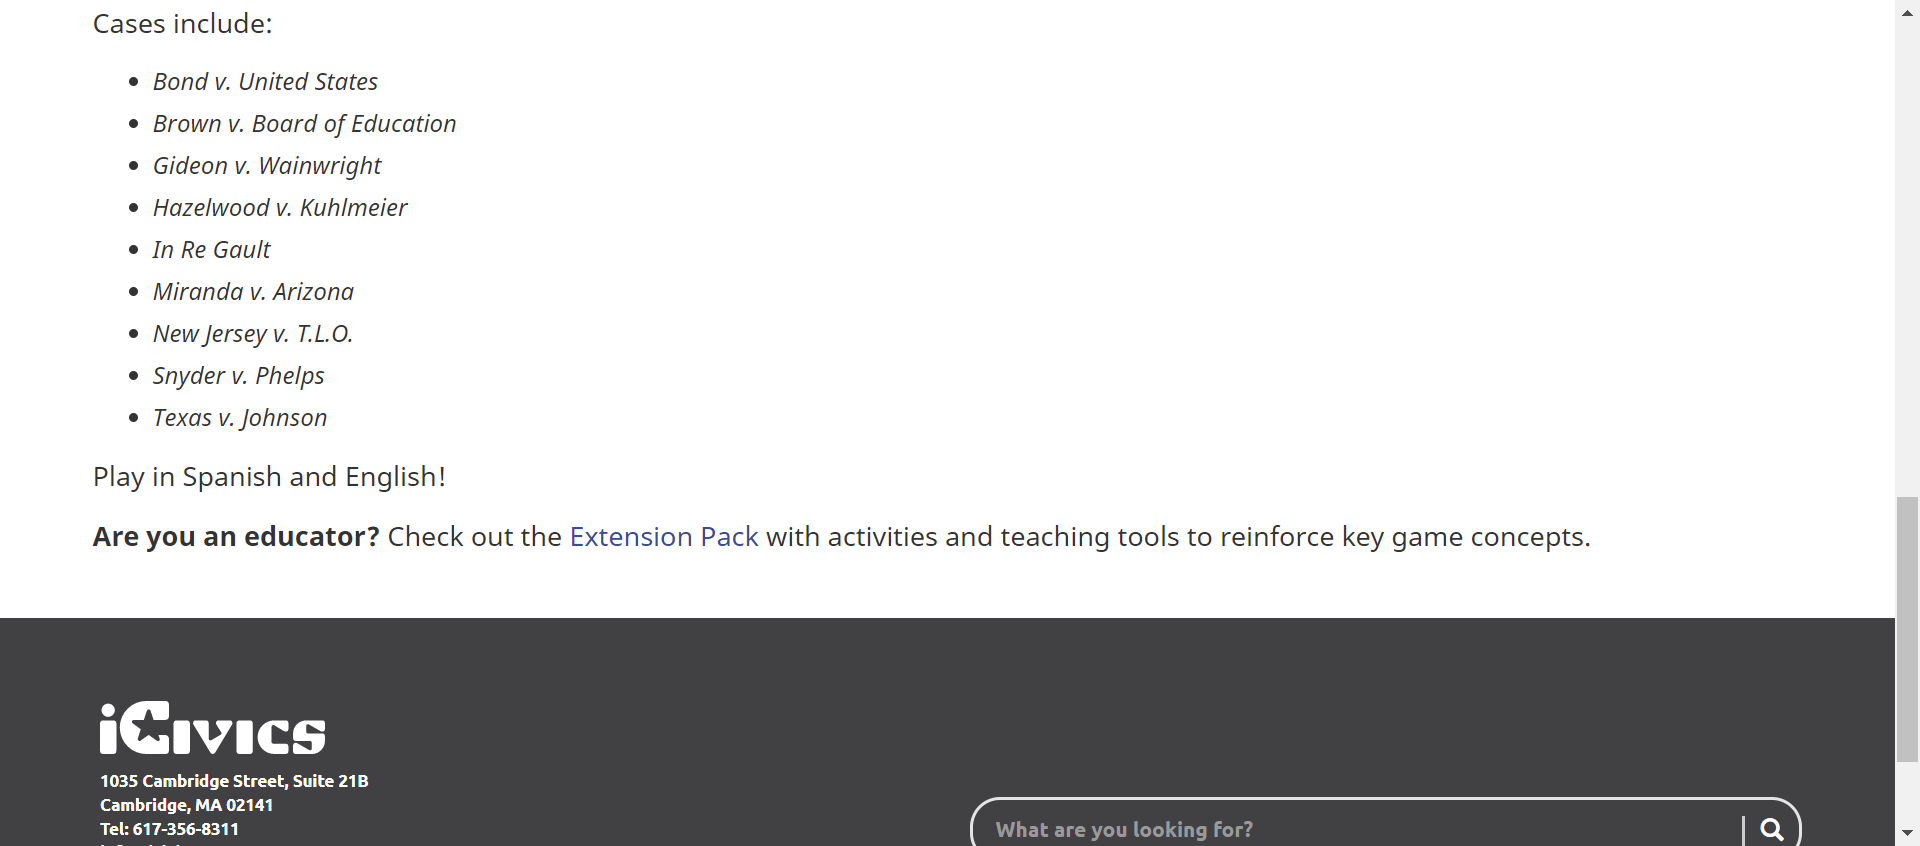 Cases include:
Bond v. United States
Brown v. Board of Education
Gideon v. Wainwright
Hazelwood v. Kuhlmeier
In Re Gault
Miranda v. Arizona
New Jersey v. T.L.O.
Snyder v. Phelps
Texas v. Johnson
Play in Spanish and English!
Are you an educator? Check out the Extension Pack with activities and teaching tools to reinforce key game concepts.
iCivics
1035 Cambridge Street, Suite 21B
Cambridge, MA 02141
Tel: 617-356-8311
What are you looking for?